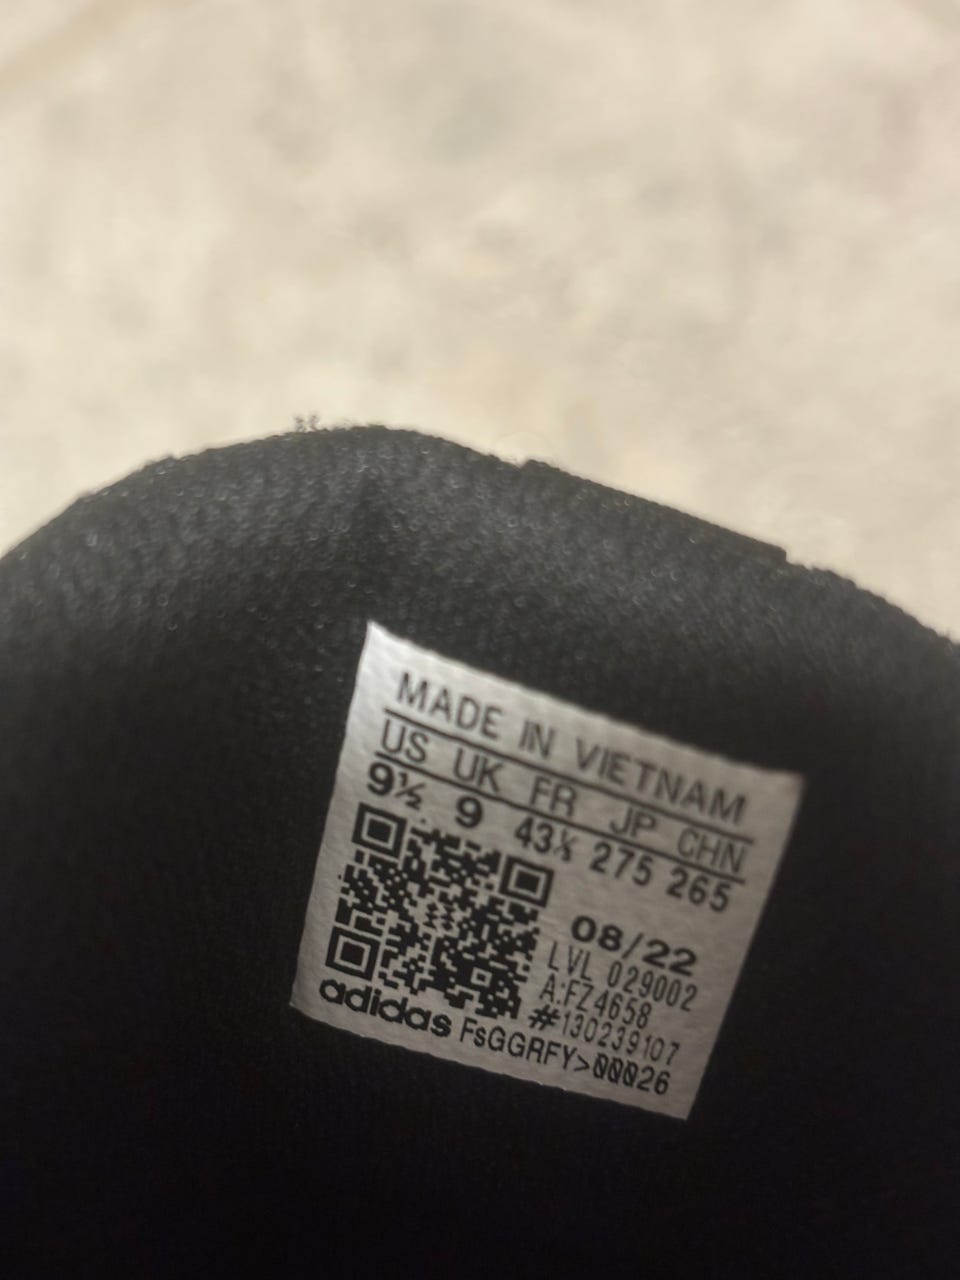 MADE IN VIETNAM
US UK FR JP CHN
9½ 9 43⅓ 275 265
08/22
LVL 029002
A:FZ4658
#130239107
adidas FsGGRFY>00026